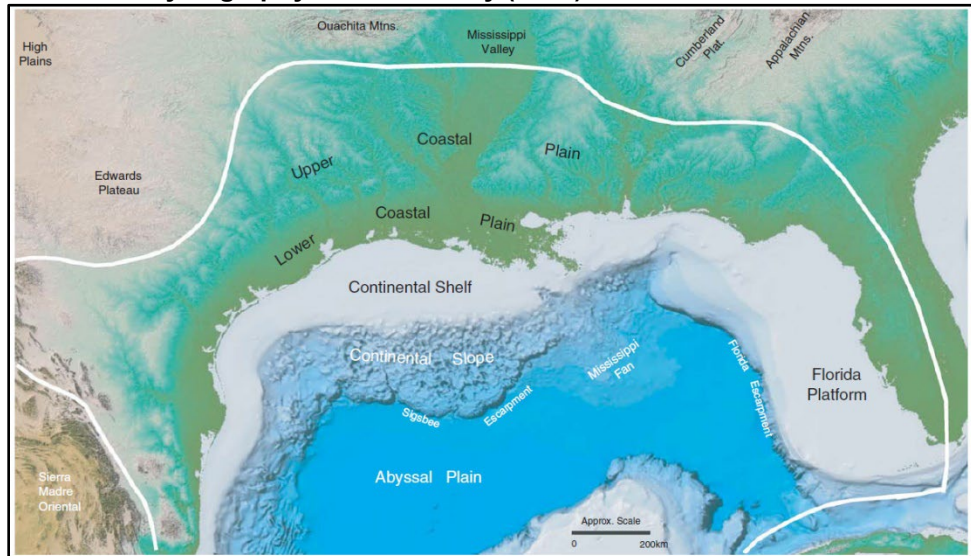 Ouachita Mtns.
Mississippi
Valley
Cumberland
Plat.
Appalachian
Mtns.
High
Plains
Coastal
Plain
Upper
Edwards
Plateau
Coastal
Plain
Lower
Continental Shelf
Continental Slope
Mississippi
Fan
Florida
Escarpment
Florida
Platform
Sigsbee
Escarpment
Abyssal Plain
Sierra
Madre
Oriental
Approx. Scale
0 200km